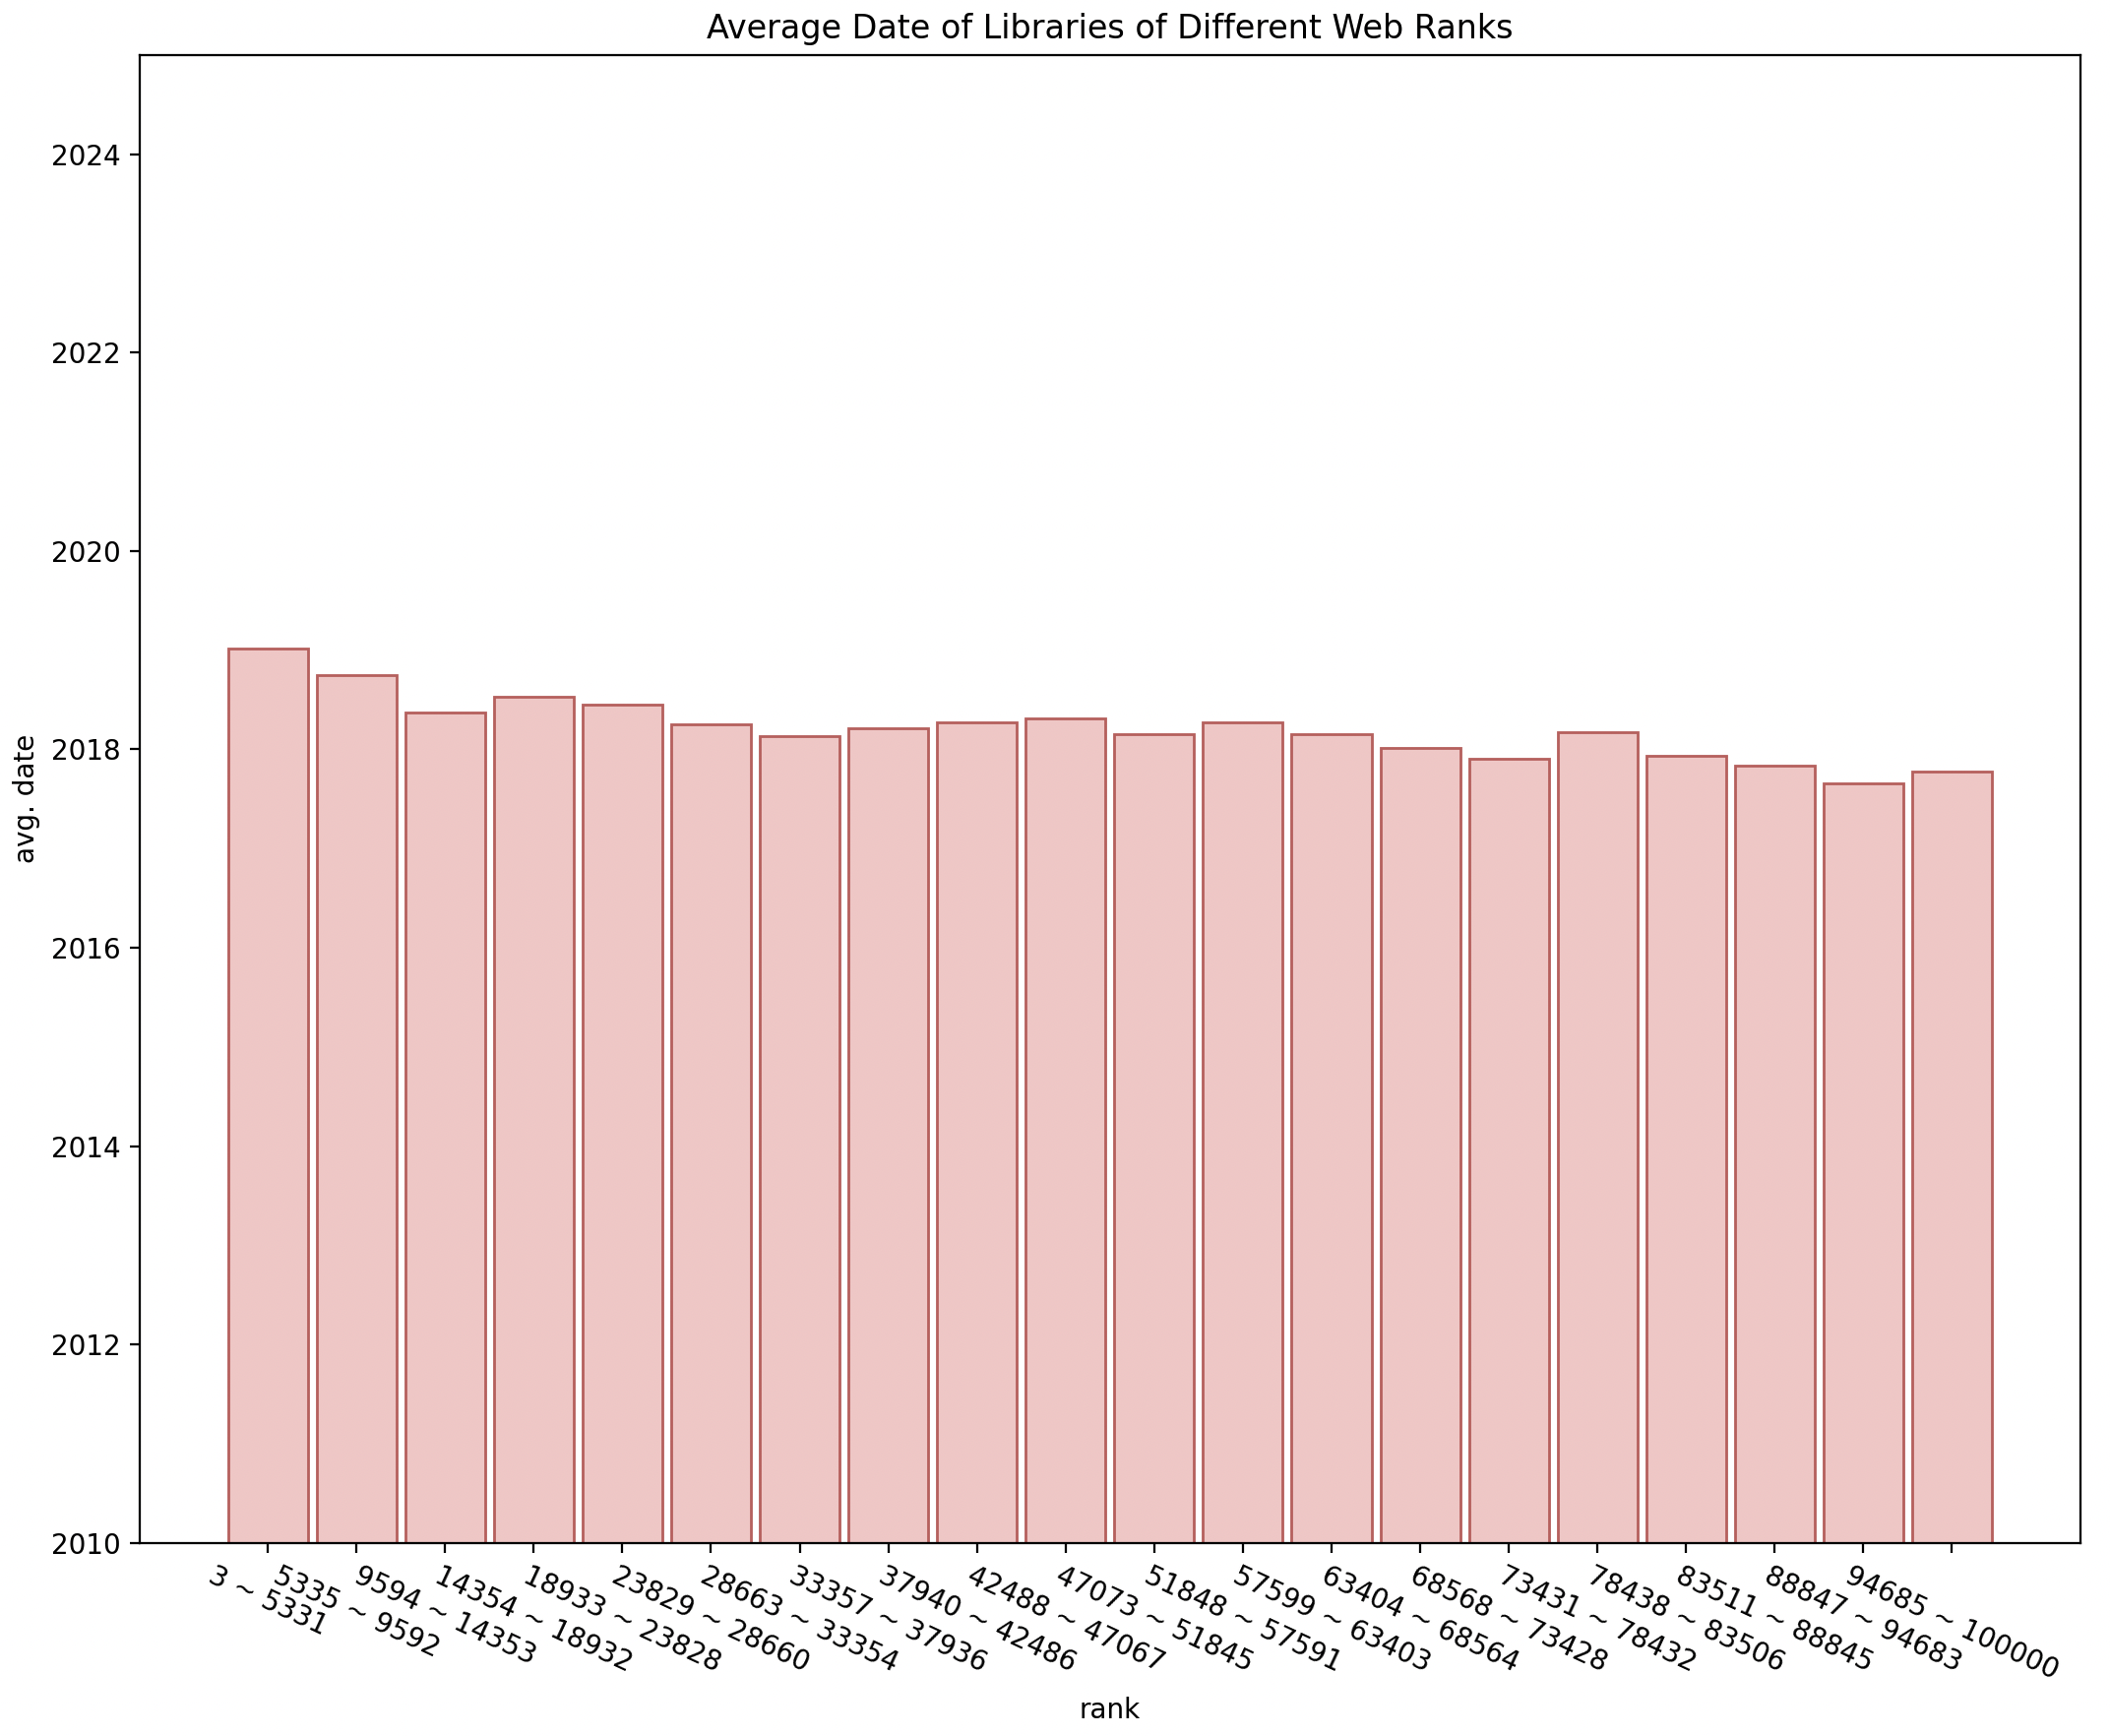 Average Date of Libraries of Different Web Ranks
avg. date
2024
2022
2020
2018
2016
2014
2012
2010
3 ~ 5331
5335 ~ 9592
9594 ~ 14353
14354 ~ 18932
18933 ~ 23828
23829 ~ 28660
28663 ~ 33354
33357 ~ 37936
37940 ~ 42486
42488 ~ 47067
47073 ~ 51845
51848 ~ 57591
57599 ~ 63403
63404 ~ 68564
68568 ~ 73428
73431 ~ 78432
78438 ~ 83506
83511 ~ 88845
88847 ~ 94683
94685 ~ 100000
rank